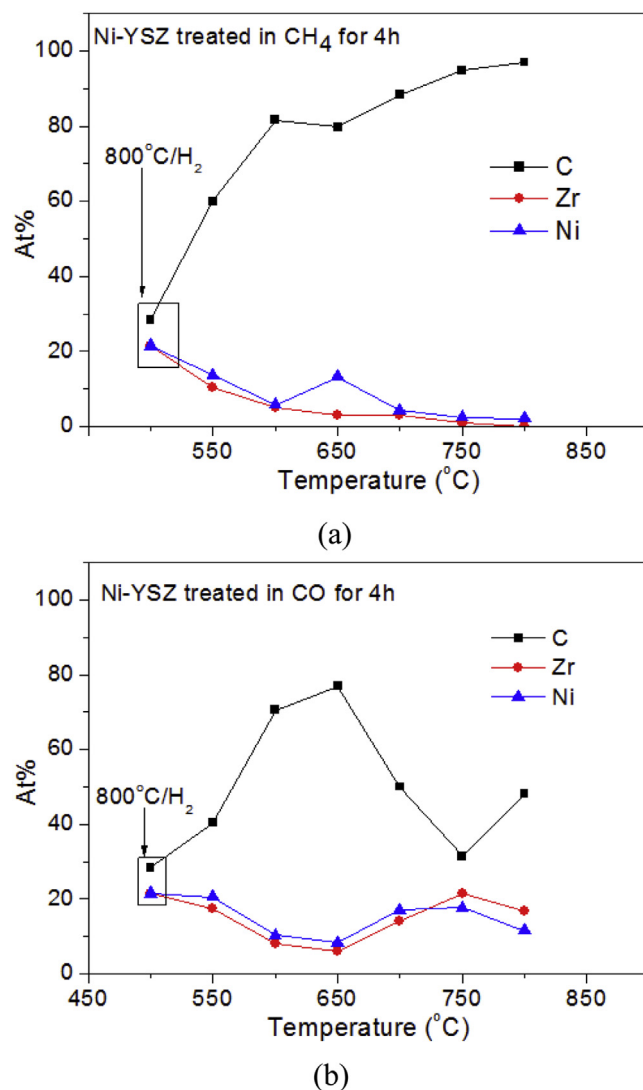 Ni-YSZ treated in CH₄ for 4h
100
80
60
40
20
0
At%
800°C/H₂
C
Zr
Ni
550
650
750
850
Temperature (°C)
(a)
Ni-YSZ treated in CO for 4h
100
80
60
40
20
0
At%
800°C/H₂
C
Zr
Ni
450
550
650
750
850
Temperature (°C)
(b)